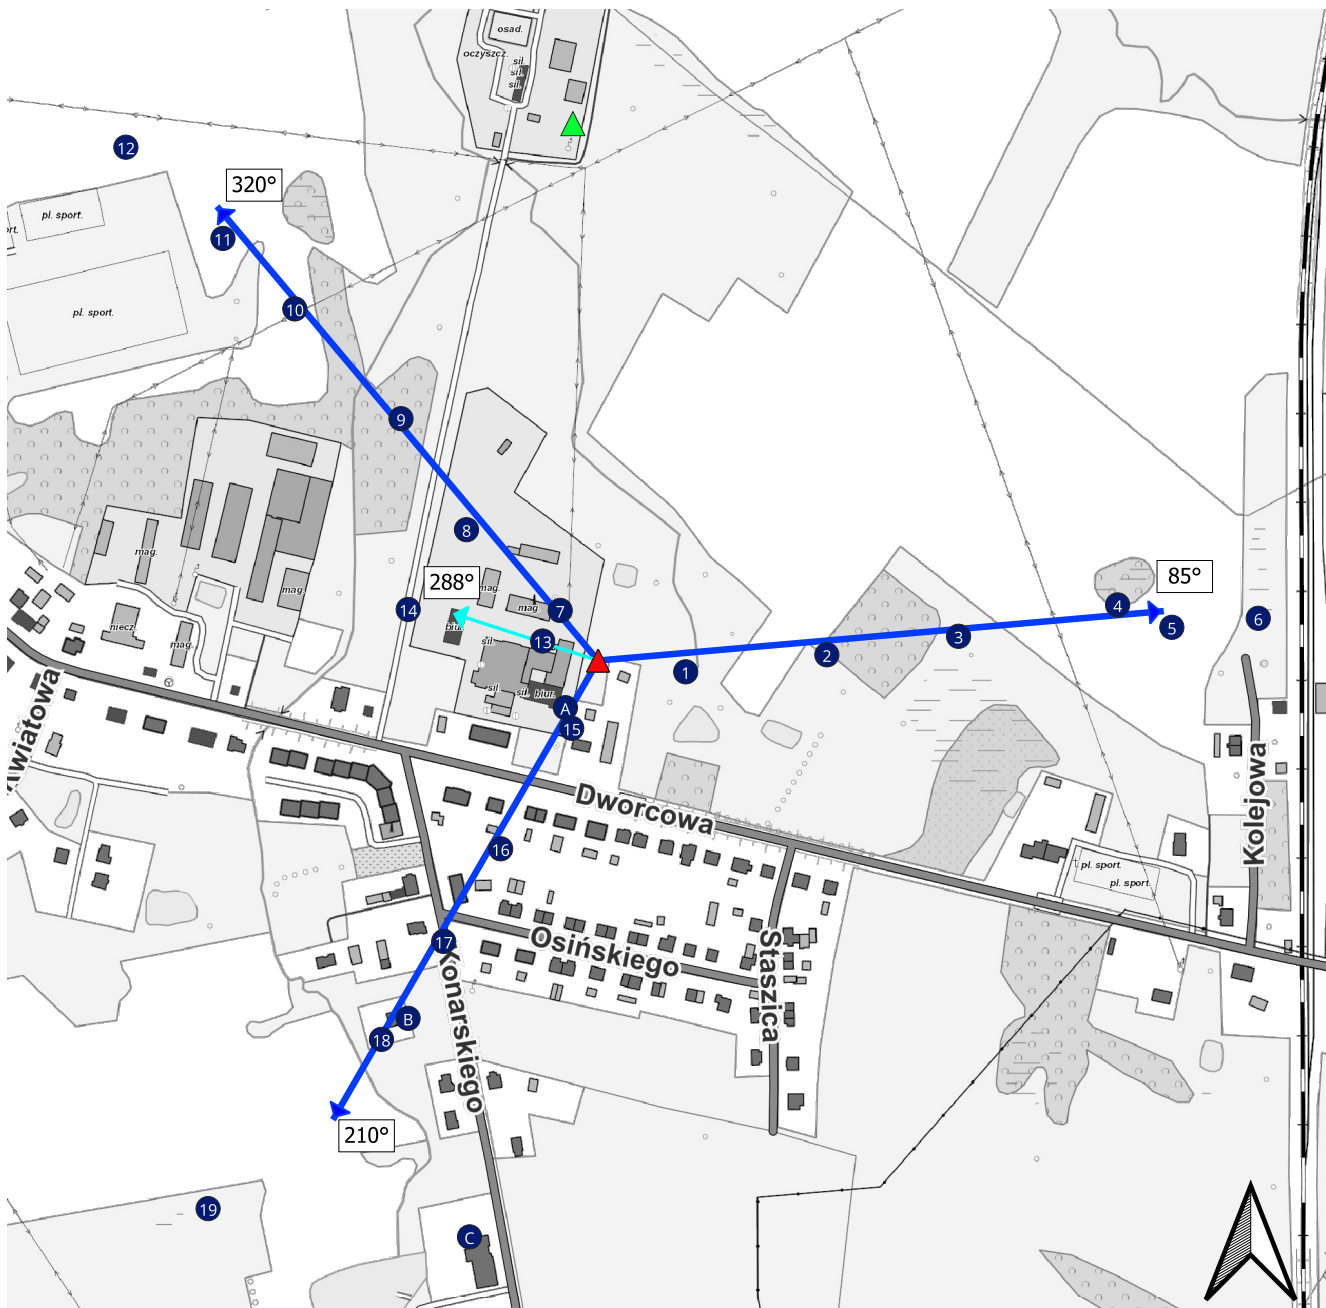 osad.
oczyszcz.
sil.
sil.
sil.
12
320°
pl. sport.
rt.
11
pl. sport.
10
9
8
mag.
288°
mag.
85°
mag.
mag.
7
4
14
biur.
5
6
niecz.
13
3
mag.
sil.
2
1
sil.
sil.
biur.
A
15
Kwiatowa
Dworcowa
Kolejowa
16
pl. sport.
pl. sport.
17
Osińskiego
Staszica
Konarskiego
B
18
210°
19
C